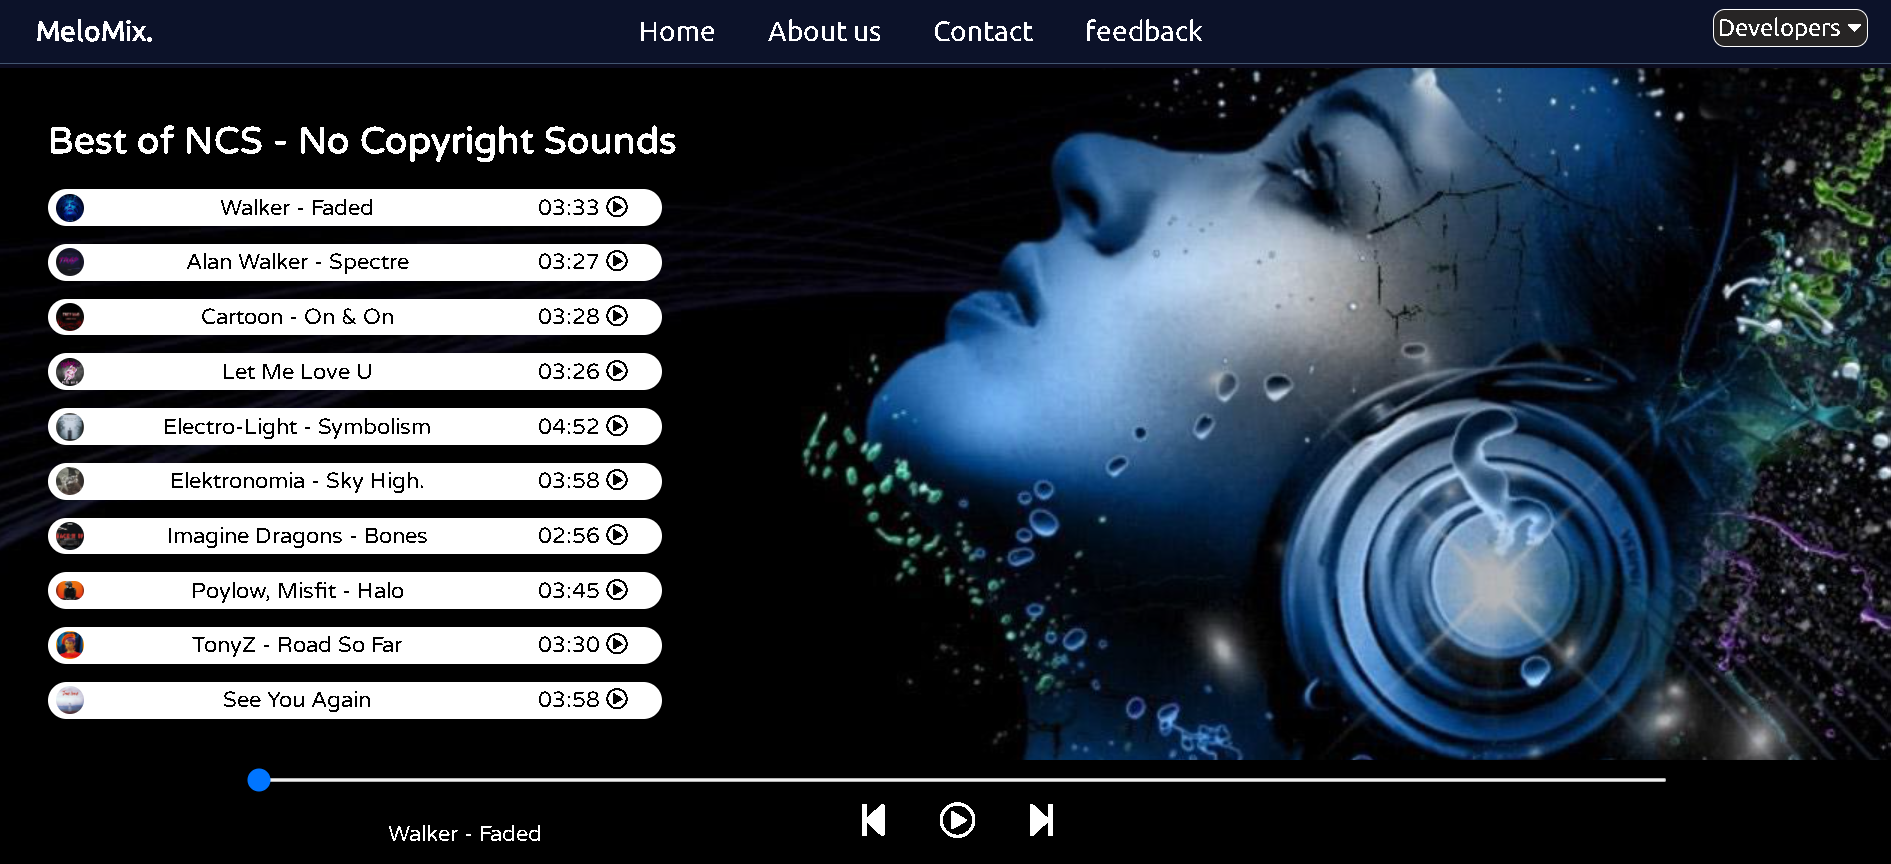 MeloMix.
Home About us Contact feedback
Developers
Best of NCS - No Copyright Sounds
Walker - Faded 03:33
Alan Walker - Spectre 03:27
Cartoon - On & On 03:28
Let Me Love U 03:26
Electro-Light - Symbolism 04:52
Elektronomia - Sky High. 03:58
Imagine Dragons - Bones 02:56
Poylow, Misfit - Halo 03:45
TonyZ - Road So Far 03:30
See You Again 03:58
Walker - Faded